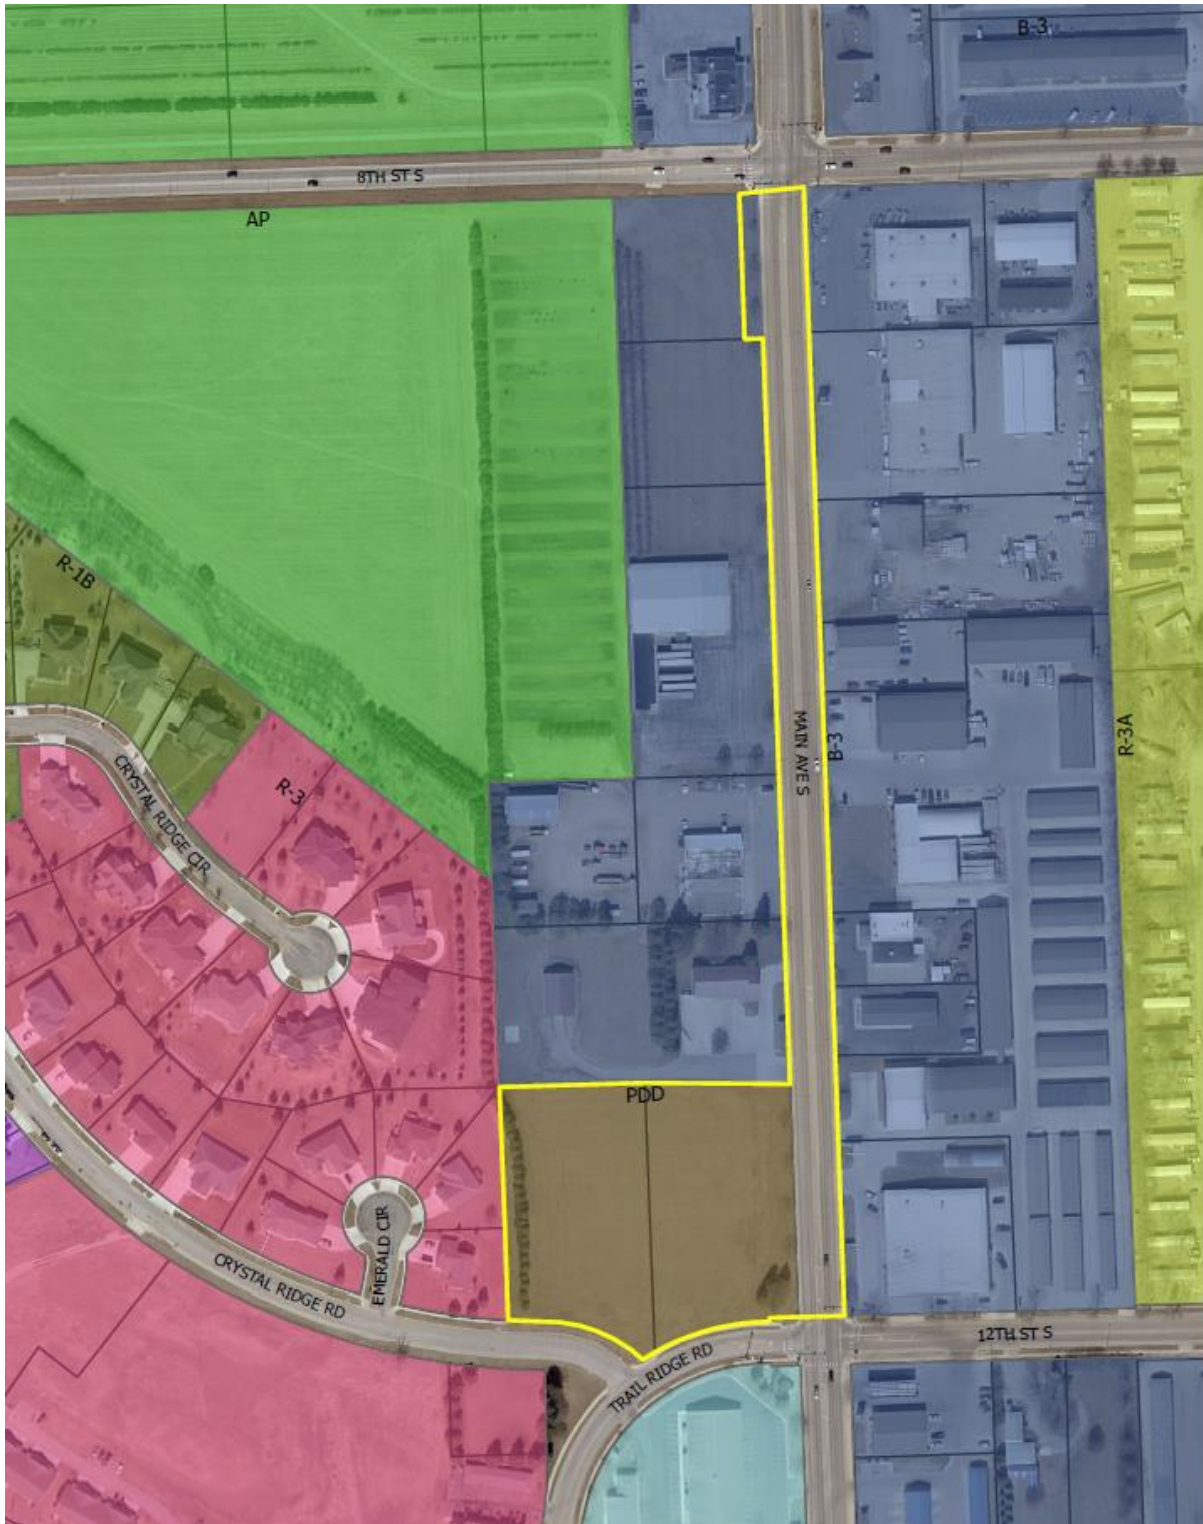 B-3
8TH ST S
AP
R-1B
CRYSTAL RIDGE CIR
R-3
MAIN AVE S
B-3
R-3A
PDD
EMERALD CIR
CRYSTAL RIDGE RD
TRAIL RIDGE RD
12TH ST S